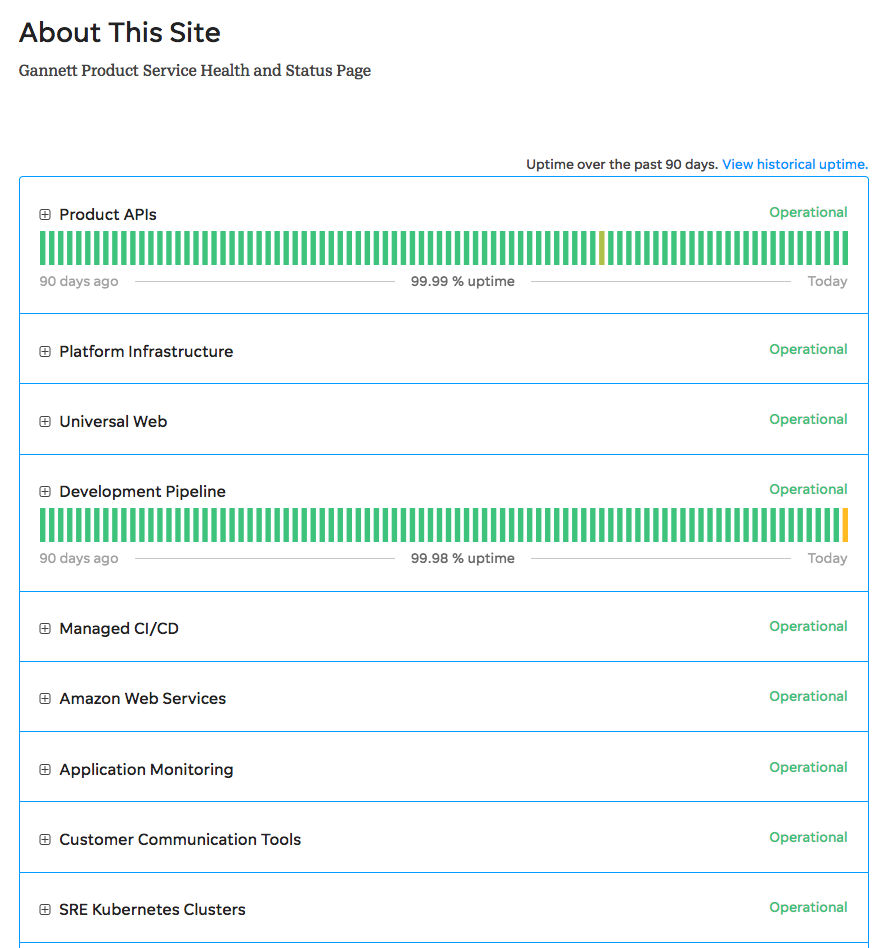 About This Site
Gannett Product Service Health and Status Page
Uptime over the past 90 days. View historical uptime.
Product APIs Operational
90 days ago 99.99 % uptime Today
Platform Infrastructure Operational
Universal Web Operational
Development Pipeline Operational
90 days ago 99.98 % uptime Today
Managed CI/CD Operational
Amazon Web Services Operational
Application Monitoring Operational
Customer Communication Tools Operational
SRE Kubernetes Clusters Operational